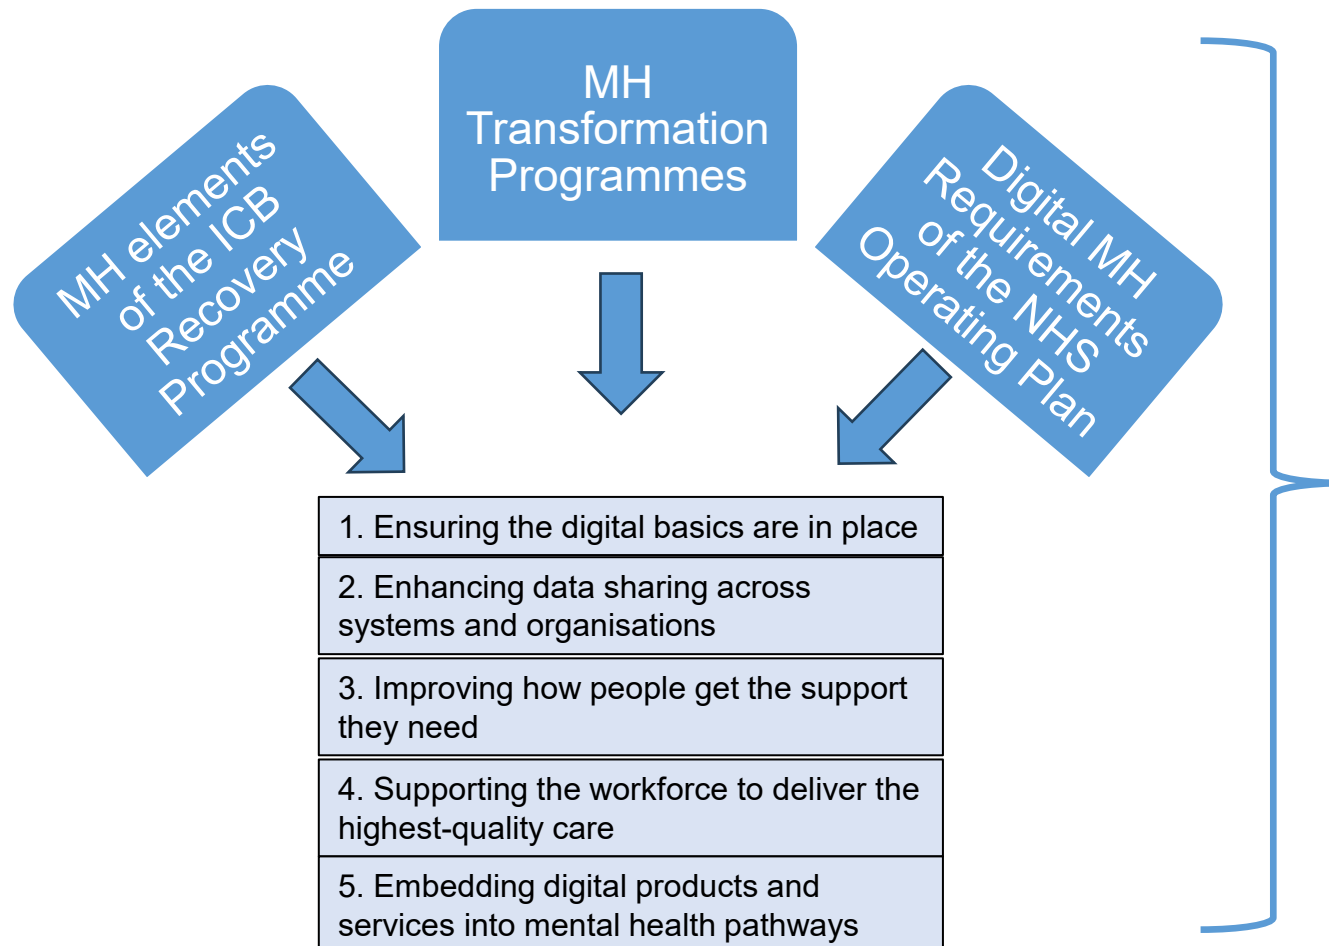 MH
Transformation
Programmes
MH elements
of the ICB
Recovery
Programme
Digital MH
Requirements
of the NHS
Operating Plan
1. Ensuring the digital basics are in place
2. Enhancing data sharing across
systems and organisations
3. Improving how people get the support
they need
4. Supporting the workforce to deliver the
highest-quality care
5. Embedding digital products and
services into mental health pathways